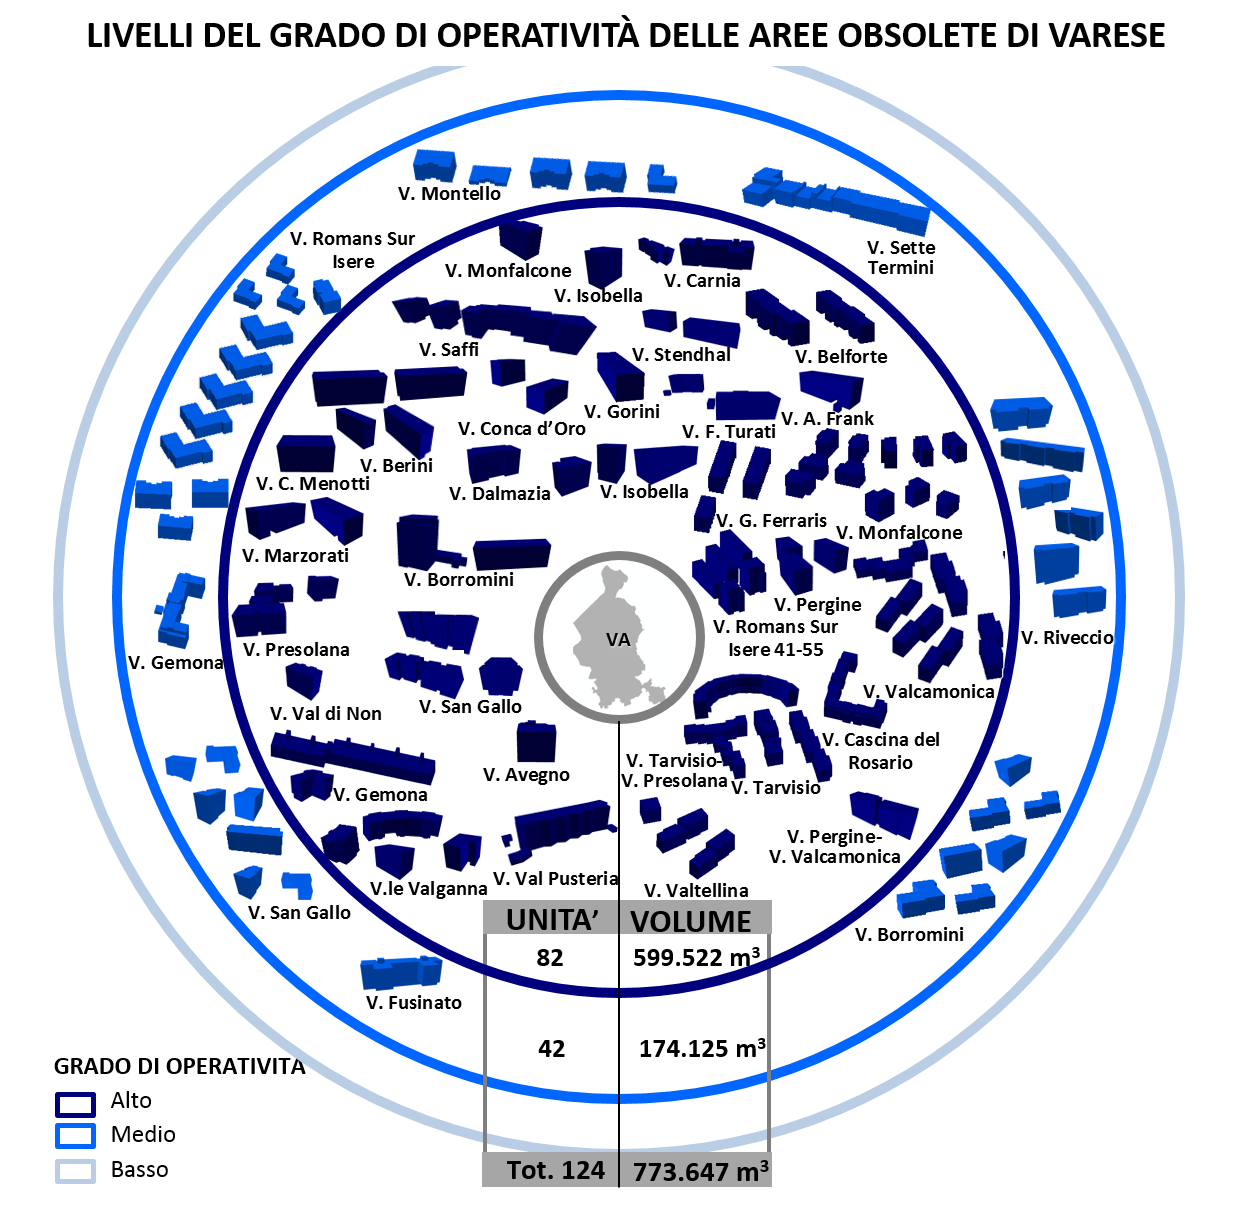 LIVELLI DEL GRADO DI OPERATIVITÀ DELLE AREE OBSOLETE DI VARESE
V. Montello
V. Romans Sur
Isere
V. Sette
Termini
V. Monfalcone
V. Isobella
V. Carnia
V. Saffi
V. Stendhal
V. Belforte
V. Gorini
V. Conca d’Oro
V. F. Turati
V. A. Frank
V. Berini
V. C. Menotti
V. Dalmazia
V. Isobella
V. G. Ferraris
V. Monfalcone
V. Marzorati
V. Borromini
V. Pergine
V. Romans Sur
Isere 41-55
VA
V. Riveccio
V. Gemona
V. Presolana
V. Valcamonica
V. Val di Non
V. San Gallo
V. Cascina del
Rosario
V. Tarvisio-
V. Presolana
V. Tarvisio
V. Avegno
V. Gemona
V. Pergine-
V. Valcamonica
V.le Valganna
V. Val Pusteria
V. Valtellina
V. San Gallo
V. Borromini
V. Fusinato
UNITA’ VOLUME
82 599.522 m³
42 174.125 m³
Tot. 124 773.647 m³
GRADO DI OPERATIVITÀ
Alto
Medio
Basso